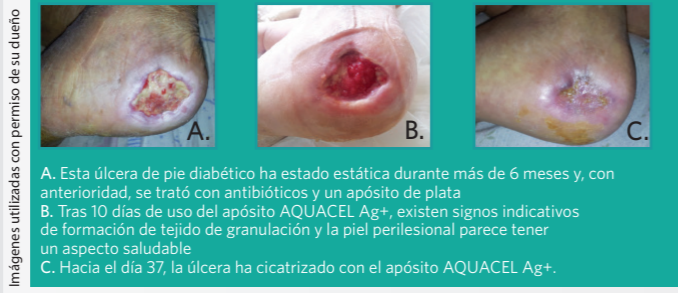 Imágenes utilizadas con permiso de su dueño
A.
B.
C.
A. Esta úlcera de pie diabético ha estado estática durante más de 6 meses y, con
anterioridad, se trató con antibióticos y un apósito de plata
B. Tras 10 días de uso del apósito AQUACEL Ag+, existen signos indicativos
de formación de tejido de granulación y la piel perilesional parece tener
un aspecto saludable
C. Hacia el día 37, la úlcera ha cicatrizado con el apósito AQUACEL Ag+.